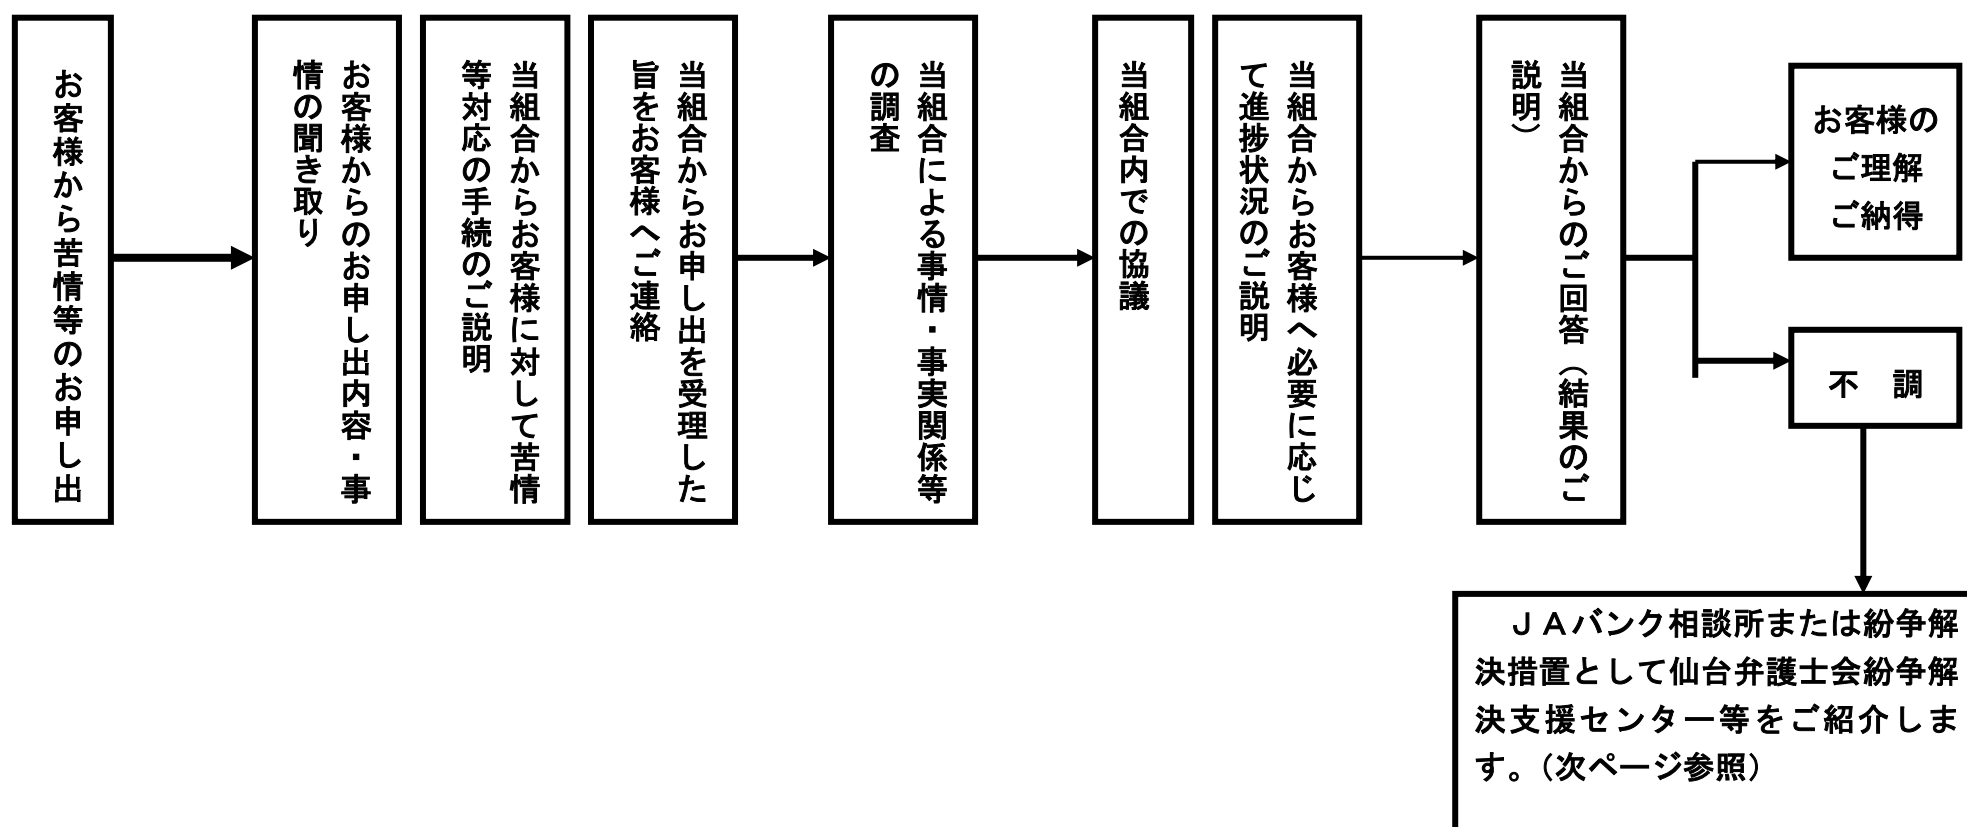 お客様から苦情等のお申し出
お客様からのお申し出内容・事
情の聞き取り
当組合からお客様に対して苦情
等対応の手続のご説明
当組合からお申し出を受理した
旨をお客様へご連絡
当組合による事情・事実関係等
の調査
当組合内での協議
当組合からお客様へ必要に応じ
て進捗状況のご説明
当組合からのご回答（結果のご
説明）
お客様の
ご理解
ご納得
不　調
ＪＡバンク相談所または紛争解
決措置として仙台弁護士会紛争解
決支援センター等をご紹介しま
す。（次ページ参照）